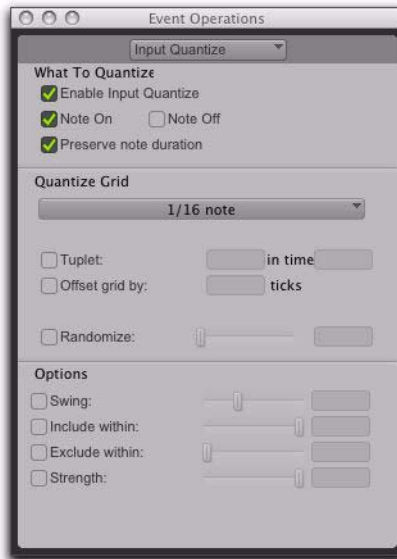 Event Operations
Input Quantize
What To Quantize
Enable Input Quantize
Note On Note Off
Preserve note duration
Quantize Grid
1/16 note
Tuplet: in time
Offset grid by: ticks
Randomize:
Options
Swing:
Include within:
Exclude within:
Strength: